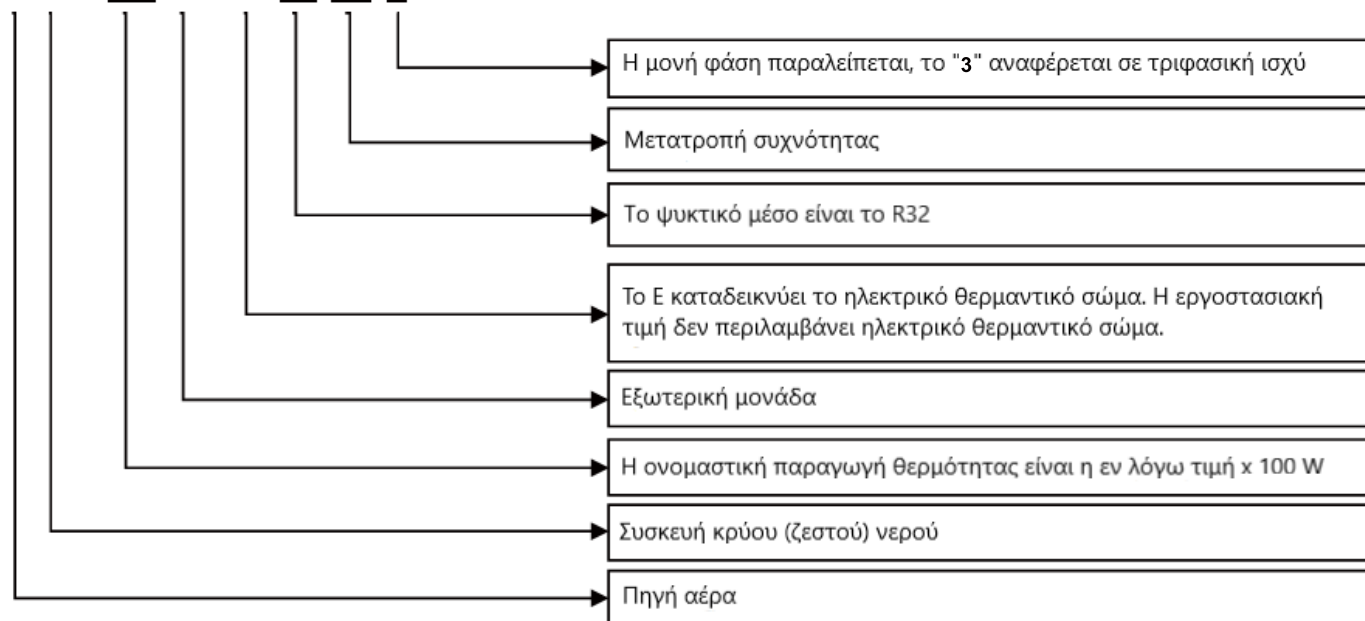 Η μονή φάση παραλείπεται, το "3" αναφέρεται σε τριφασική ισχύ
Μετατροπή συχνότητας
Το ψυκτικό μέσο είναι το R32
Το E καταδεικνύει το ηλεκτρικό θερμαντικό σώμα. Η εργοστασιακή
τιμή δεν περιλαμβάνει ηλεκτρικό θερμαντικό σώμα.
Εξωτερική μονάδα
Η ονομαστική παραγωγή θερμότητας είναι η εν λόγω τιμή x 100 W
Συσκευή κρύου (ζεστού) νερού
Πηγή αέρα